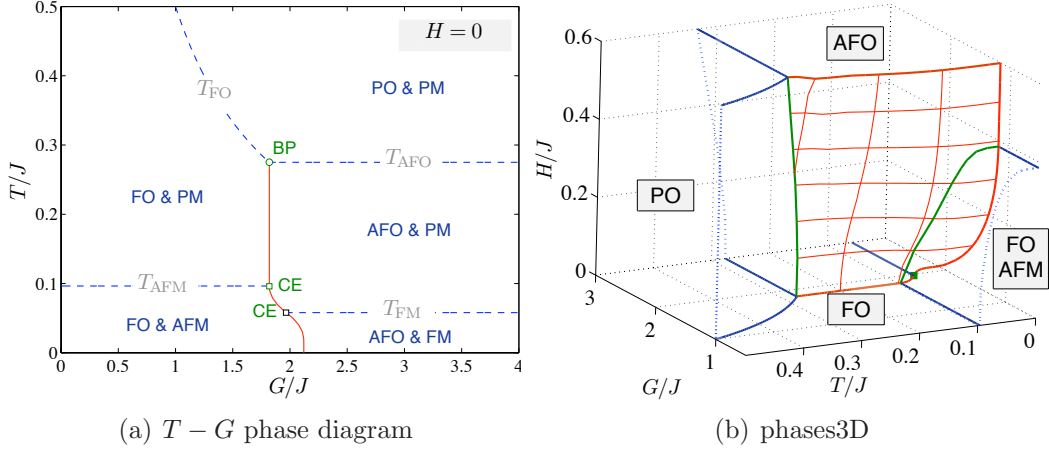 0.5
0.4
0.3
0.2
0.1
0
T/J
0
0.5
1
1.5
2
2.5
3
3.5
4
G/J
H = 0
T_FO
PO & PM
BP
T_AFO
FO & PM
AFO & PM
T_AFM
CE
CE
FO & AFM
T_FM
AFO & FM
(a) T − G phase diagram
0.6
0.4
0.2
0
H/J
AFO
PO
FO
AFM
FO
3
2
1
G/J
0.4
0.3
0.2
0.1
0
T/J
(b) phases3D